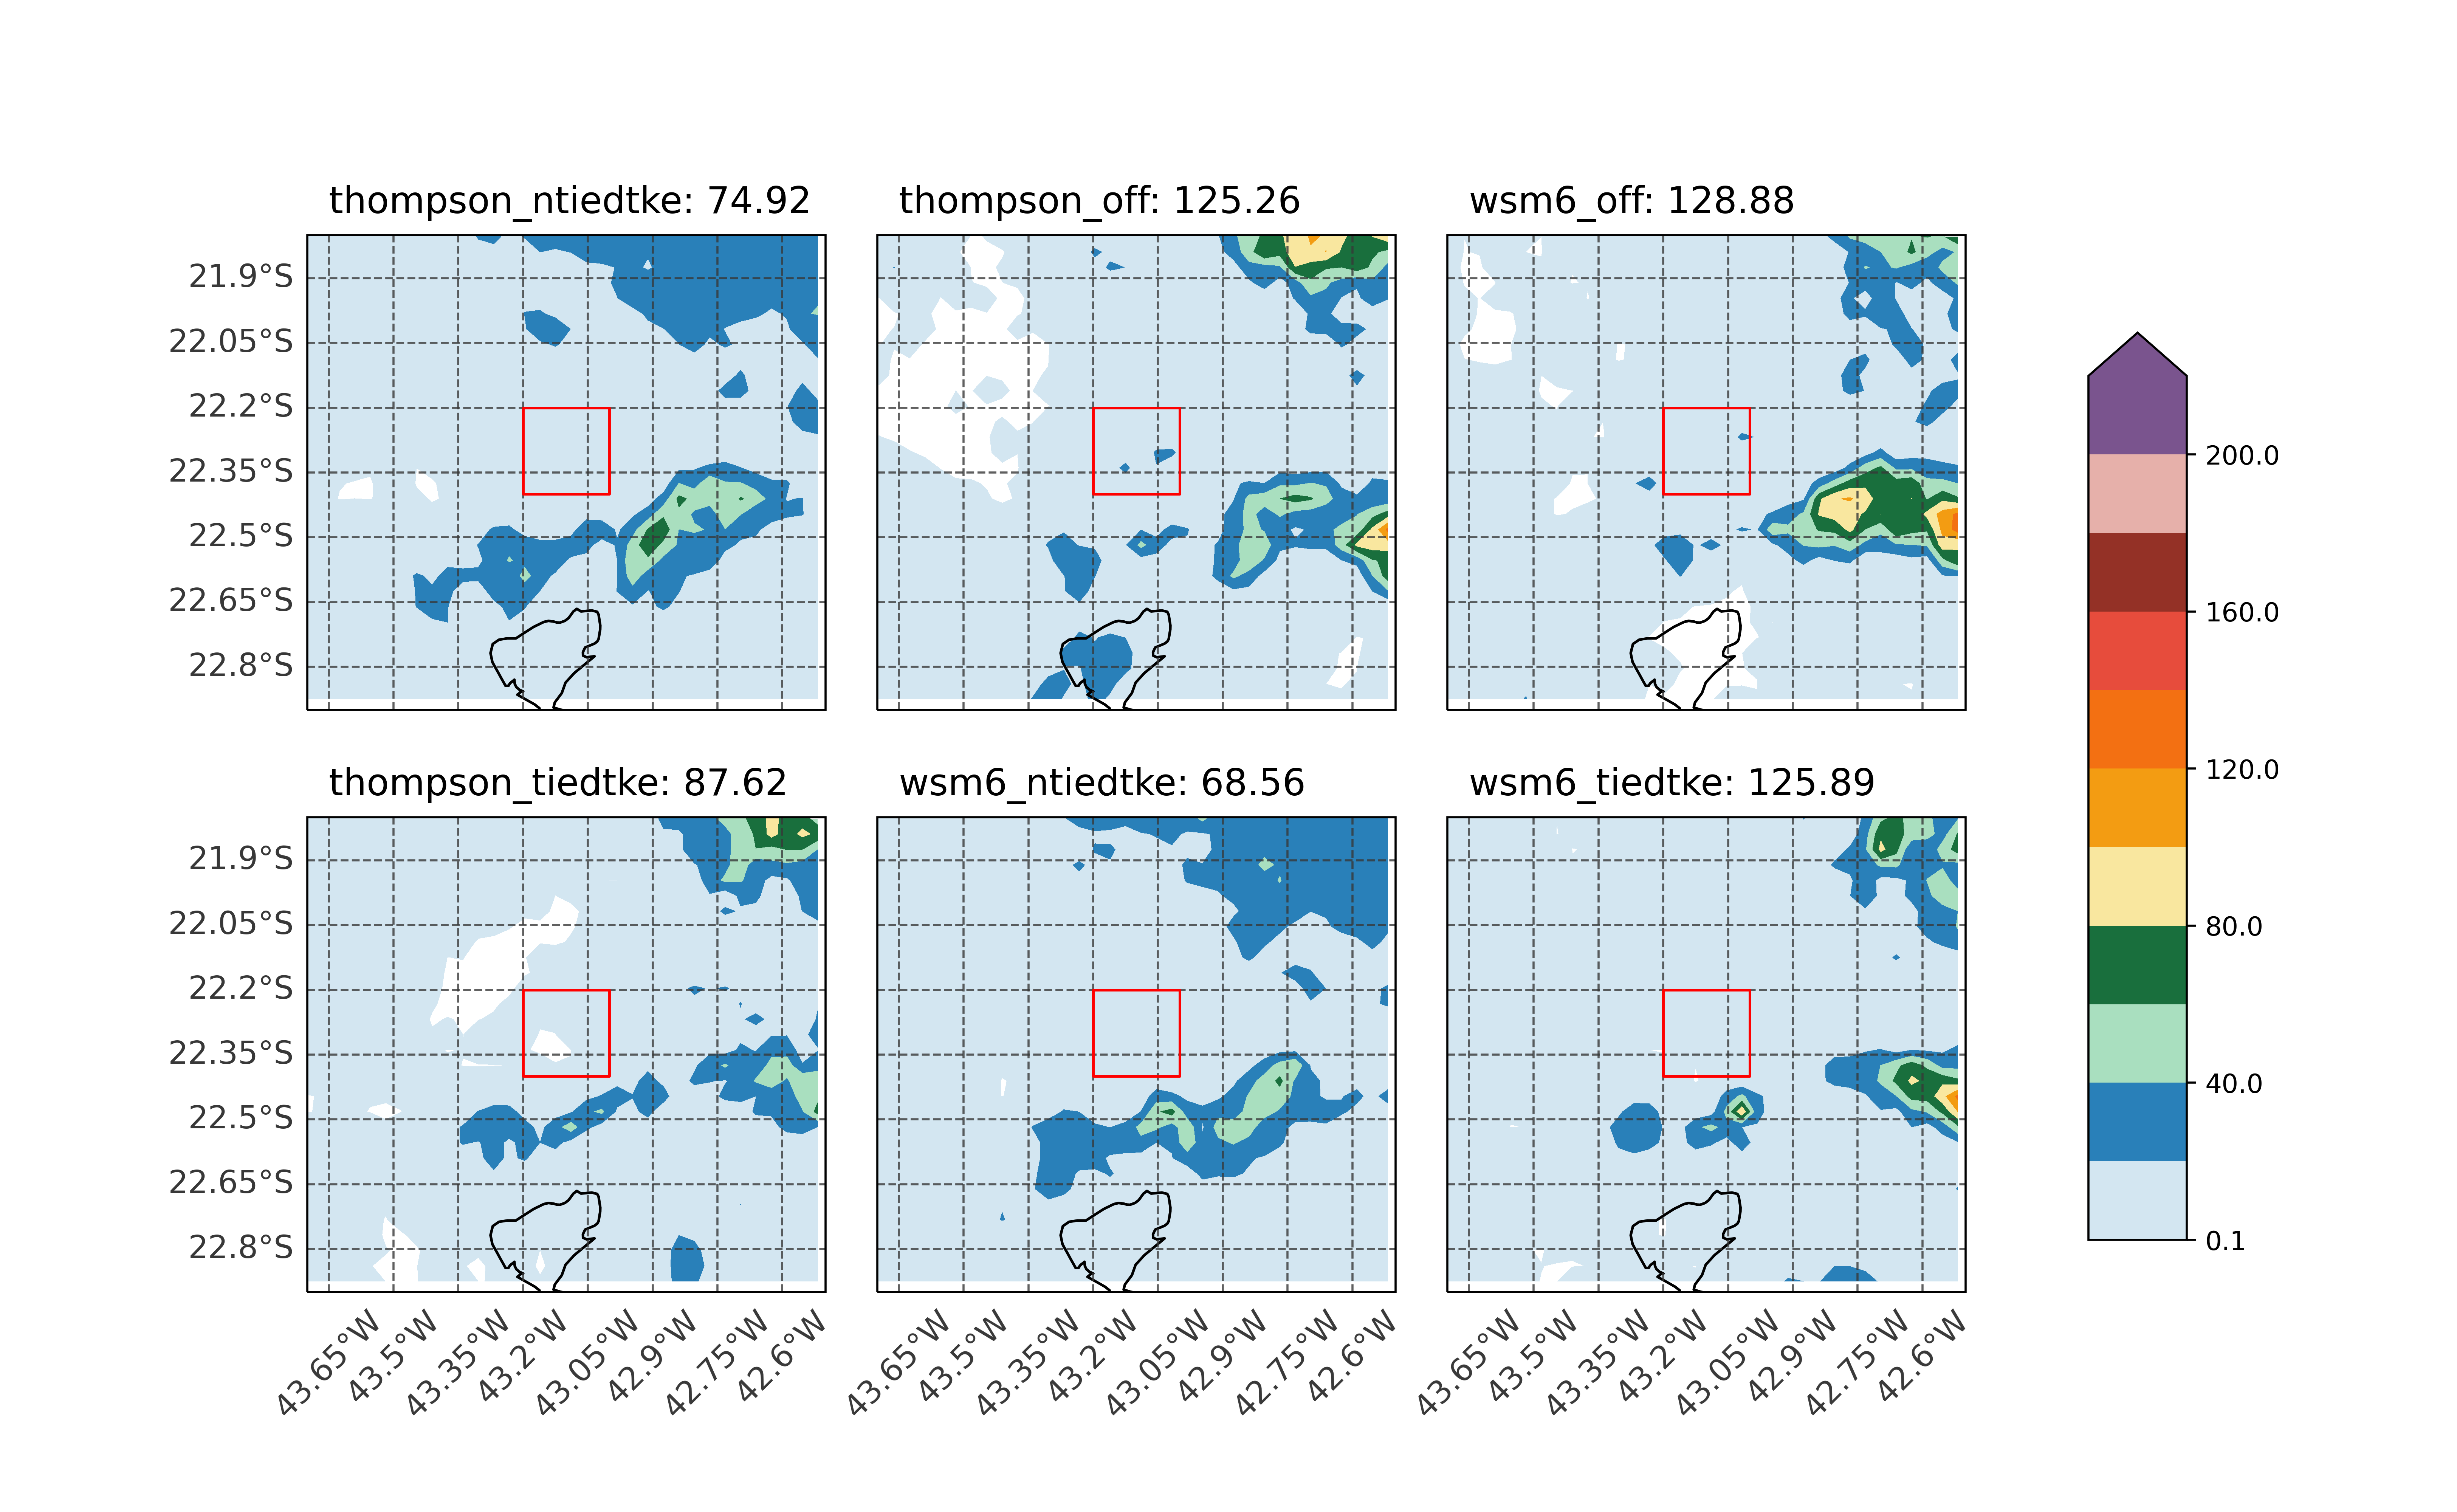 thompson_ntiedtke: 74.92
thompson_off: 125.26
wsm6_off: 128.88
21.9°S
22.05°S
22.2°S
22.35°S
22.5°S
22.65°S
22.8°S
thompson_tiedtke: 87.62
wsm6_ntiedtke: 68.56
wsm6_tiedtke: 125.89
21.9°S
22.05°S
22.2°S
22.35°S
22.5°S
22.65°S
22.8°S
43.65°W
43.5°W
43.35°W
43.2°W
43.05°W
42.9°W
42.75°W
42.6°W
43.65°W
43.5°W
43.35°W
43.2°W
43.05°W
42.9°W
42.75°W
42.6°W
43.65°W
43.5°W
43.35°W
43.2°W
43.05°W
42.9°W
42.75°W
42.6°W
200.0
160.0
120.0
80.0
40.0
0.1